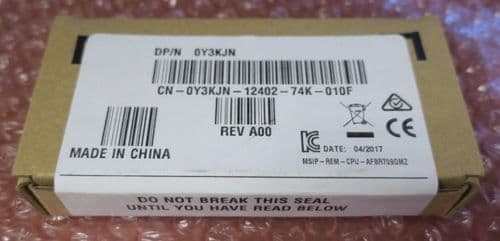 DP/N 0Y3KJN
CN-0Y3KJN-12402-74K-010F
REV A00
MADE IN CHINA
DATE: 04/2017
MSIP-REM-CPU-AFBR709DMZ
DO NOT BREAK THIS SEAL
UNTIL YOU HAVE READ BELOW